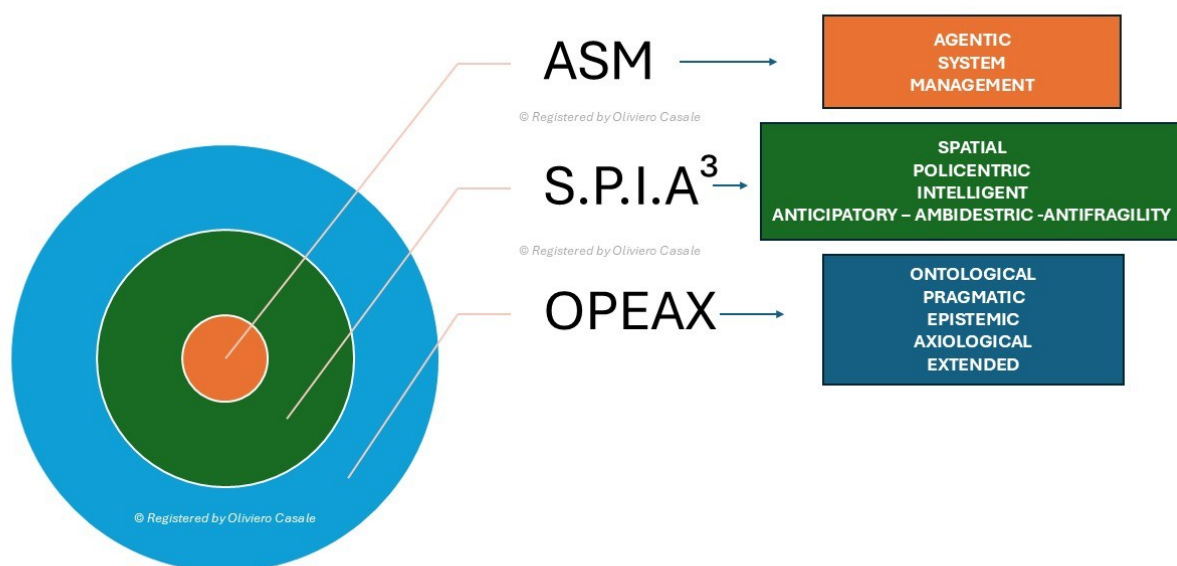 ASM
AGENTIC
SYSTEM
MANAGEMENT
© Registered by Oliviero Casale
S.P.I.A³
SPATIAL
POLICENTRIC
INTELLIGENT
ANTICIPATORY – AMBIDESTRIC -ANTIFRAGILITY
© Registered by Oliviero Casale
OPEAX
ONTOLOGICAL
PRAGMATIC
EPISTEMIC
AXIOLOGICAL
EXTENDED
© Registered by Oliviero Casale